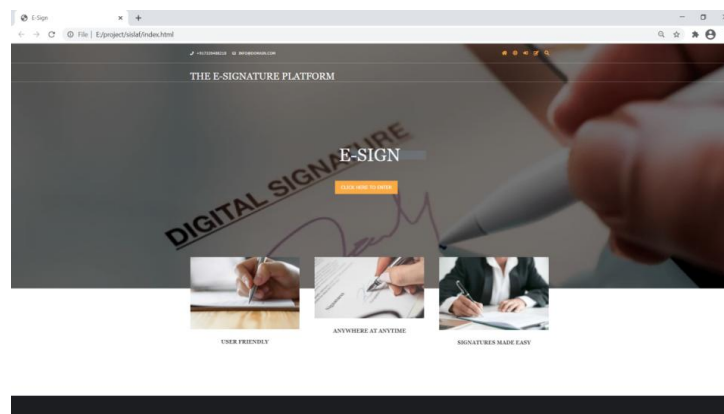 E-Sign
File | E:/project/sislaf/index.html
THE E-SIGNATURE PLATFORM
DIGITAL SIGNATURE
E-SIGN
CLICK HERE TO ENTER
USER FRIENDLY
ANYWHERE AT ANYTIME
SIGNATURES MADE EASY